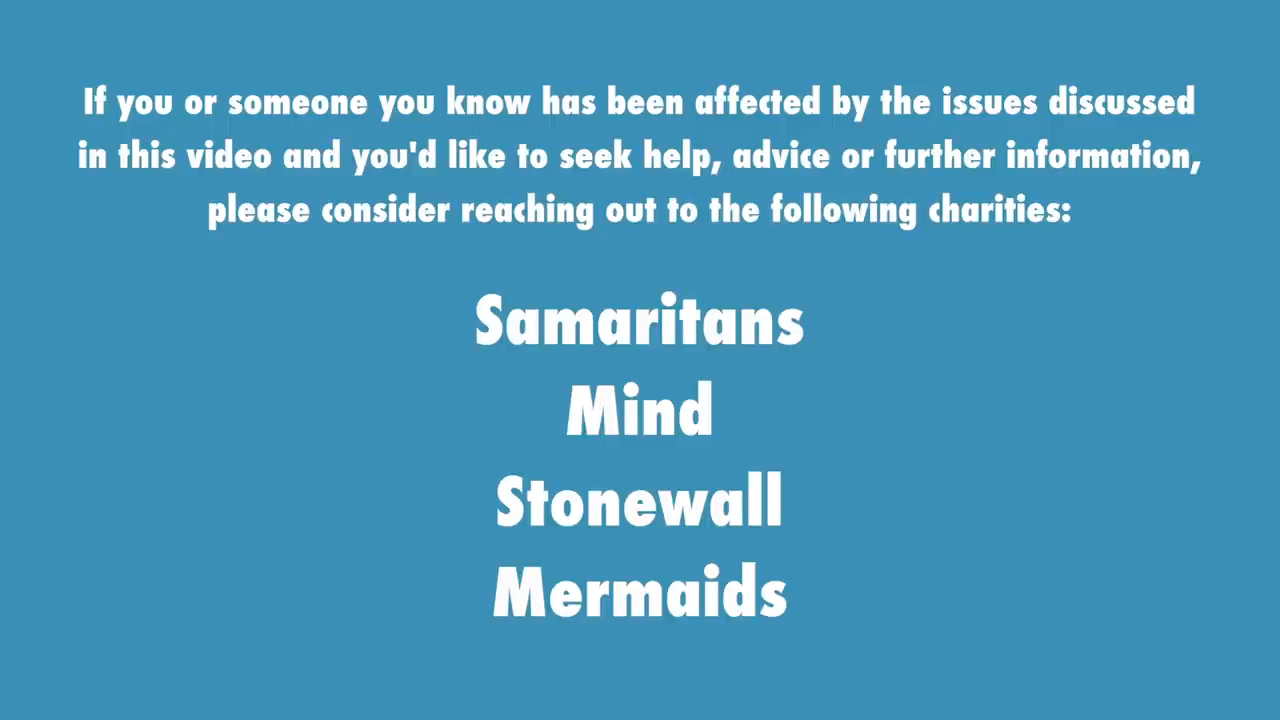 If you or someone you know has been affected by the issues discussed
in this video and you'd like to seek help, advice or further information,
please consider reaching out to the following charities:
Samaritans
Mind
Stonewall
Mermaids